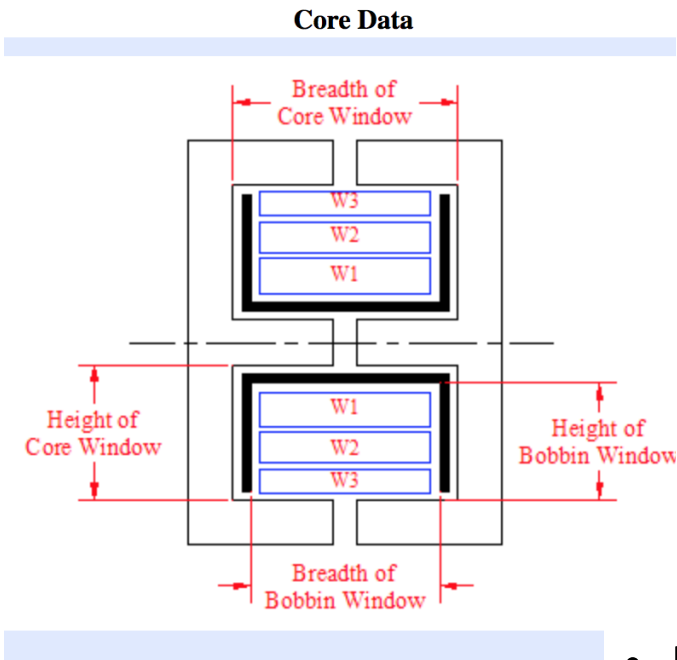 Core Data
Breadth of
Core Window
W3
W2
W1
W1
W2
W3
Height of
Core Window
Height of
Bobbin Window
Breadth of
Bobbin Window